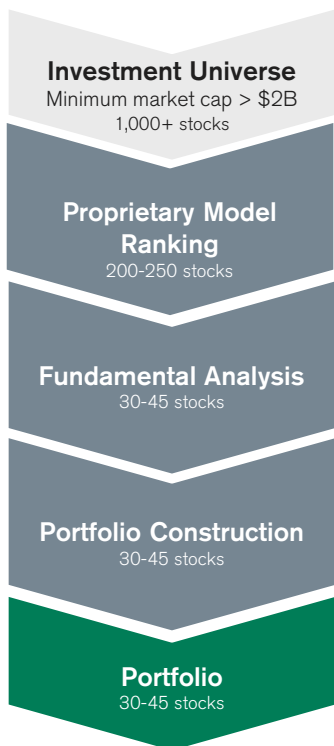 Investment Universe
Minimum market cap > $2B
1,000+ stocks
Proprietary Model
Ranking
200-250 stocks
Fundamental Analysis
30-45 stocks
Portfolio Construction
30-45 stocks
Portfolio
30-45 stocks